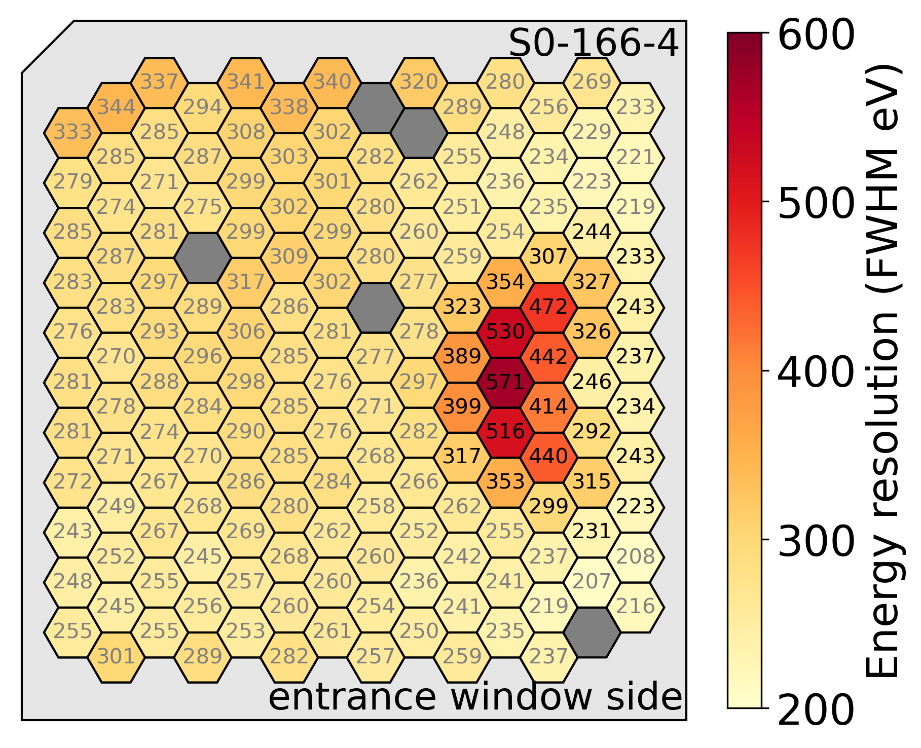 S0-166-4
337 341 340 320 280 269
344 294 338 289 256 233
333 285 308 302 248 229
285 287 303 282 255 234 221
279 271 299 301 262 236 223
274 275 302 280 251 235 219
285 281 299 299 260 254 244
287 309 280 259 307 233
283 297 317 302 277 354 327
283 289 286 323 472 243
276 293 306 281 278 530 326
270 296 285 277 389 442 237
281 288 298 276 297 571 246
278 284 285 271 399 414 234
281 274 290 276 282 516 292
271 270 285 268 317 440 243
272 267 286 284 266 353 315
249 268 280 258 262 299 223
243 267 269 262 252 255 231
252 245 268 260 242 237 208
248 255 257 260 236 241 207
245 256 260 254 241 219 216
255 255 253 261 250 235
301 289 282 257 259 237
entrance window side
600
500
400
300
200
Energy resolution (FWHM eV)